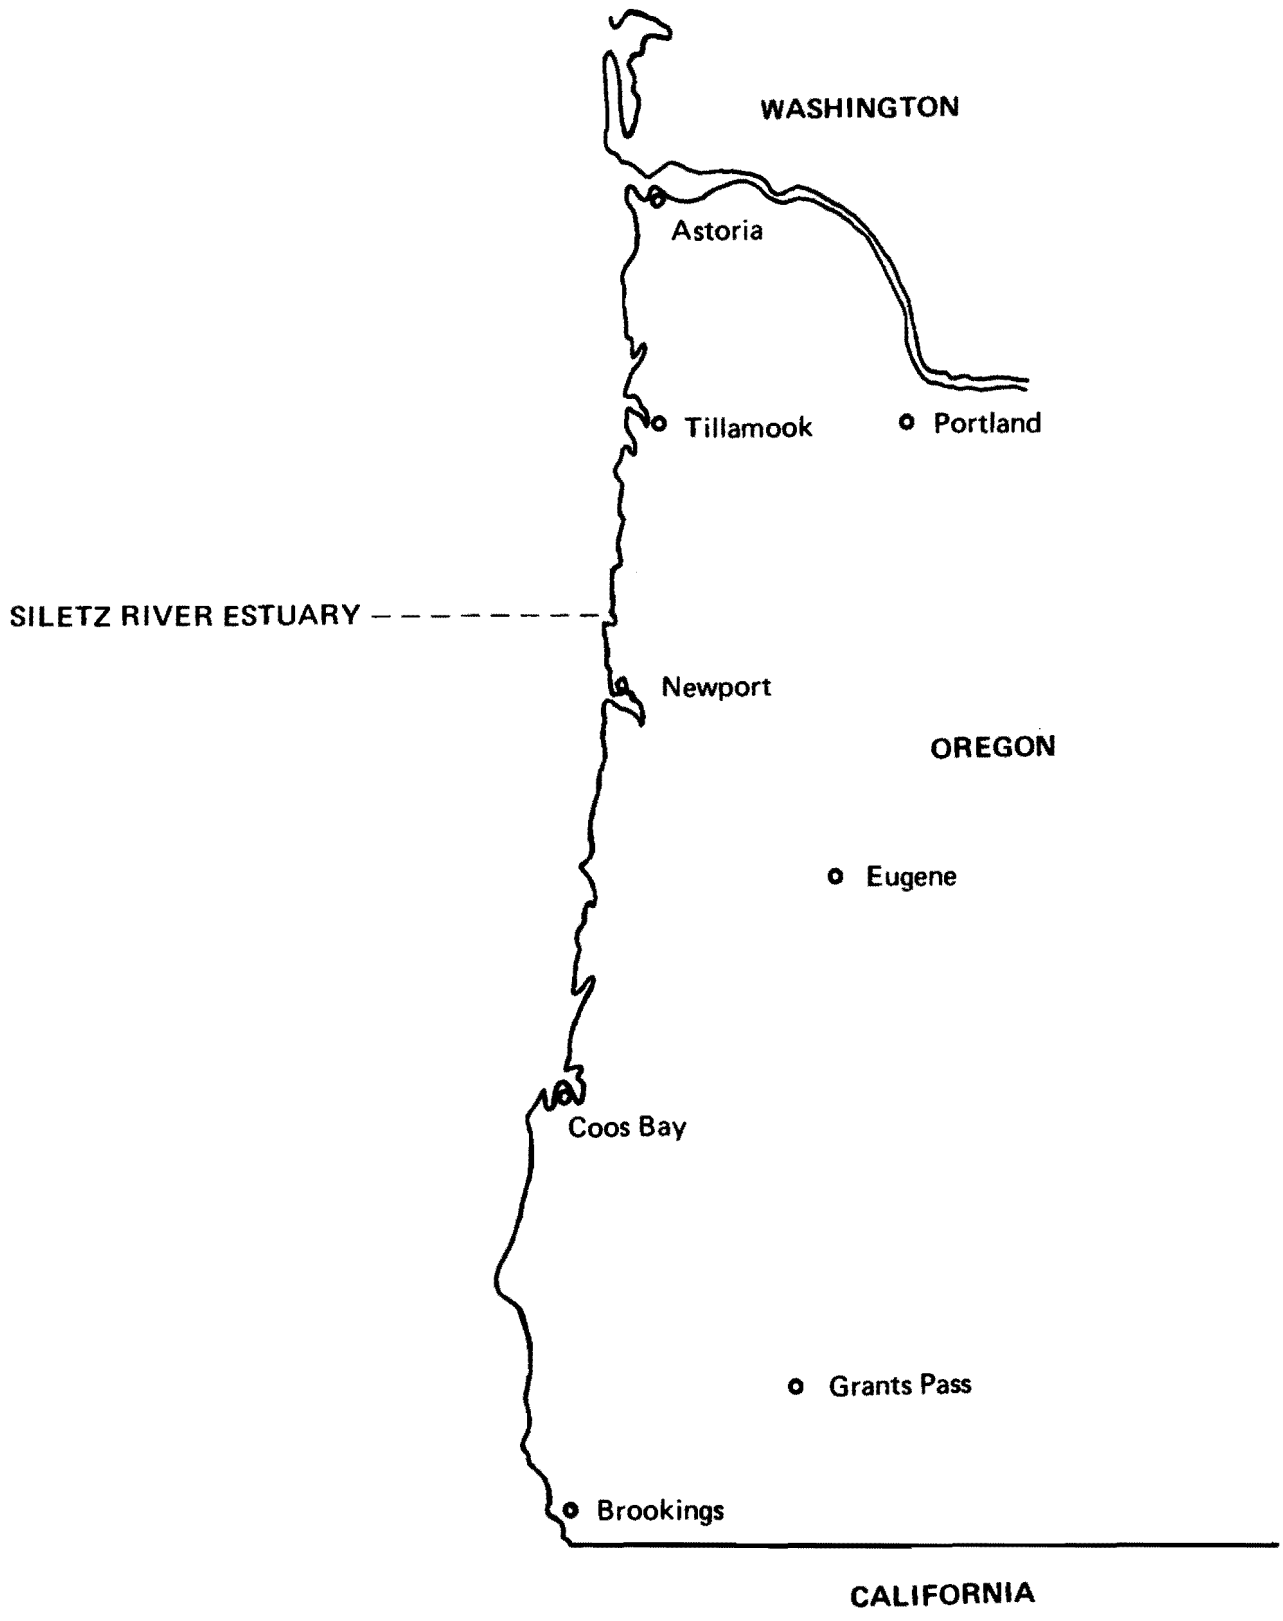 WASHINGTON
Astoria
Tillamook
Portland
SILETZ RIVER ESTUARY
Newport
OREGON
Eugene
Coos Bay
Grants Pass
Brookings
CALIFORNIA